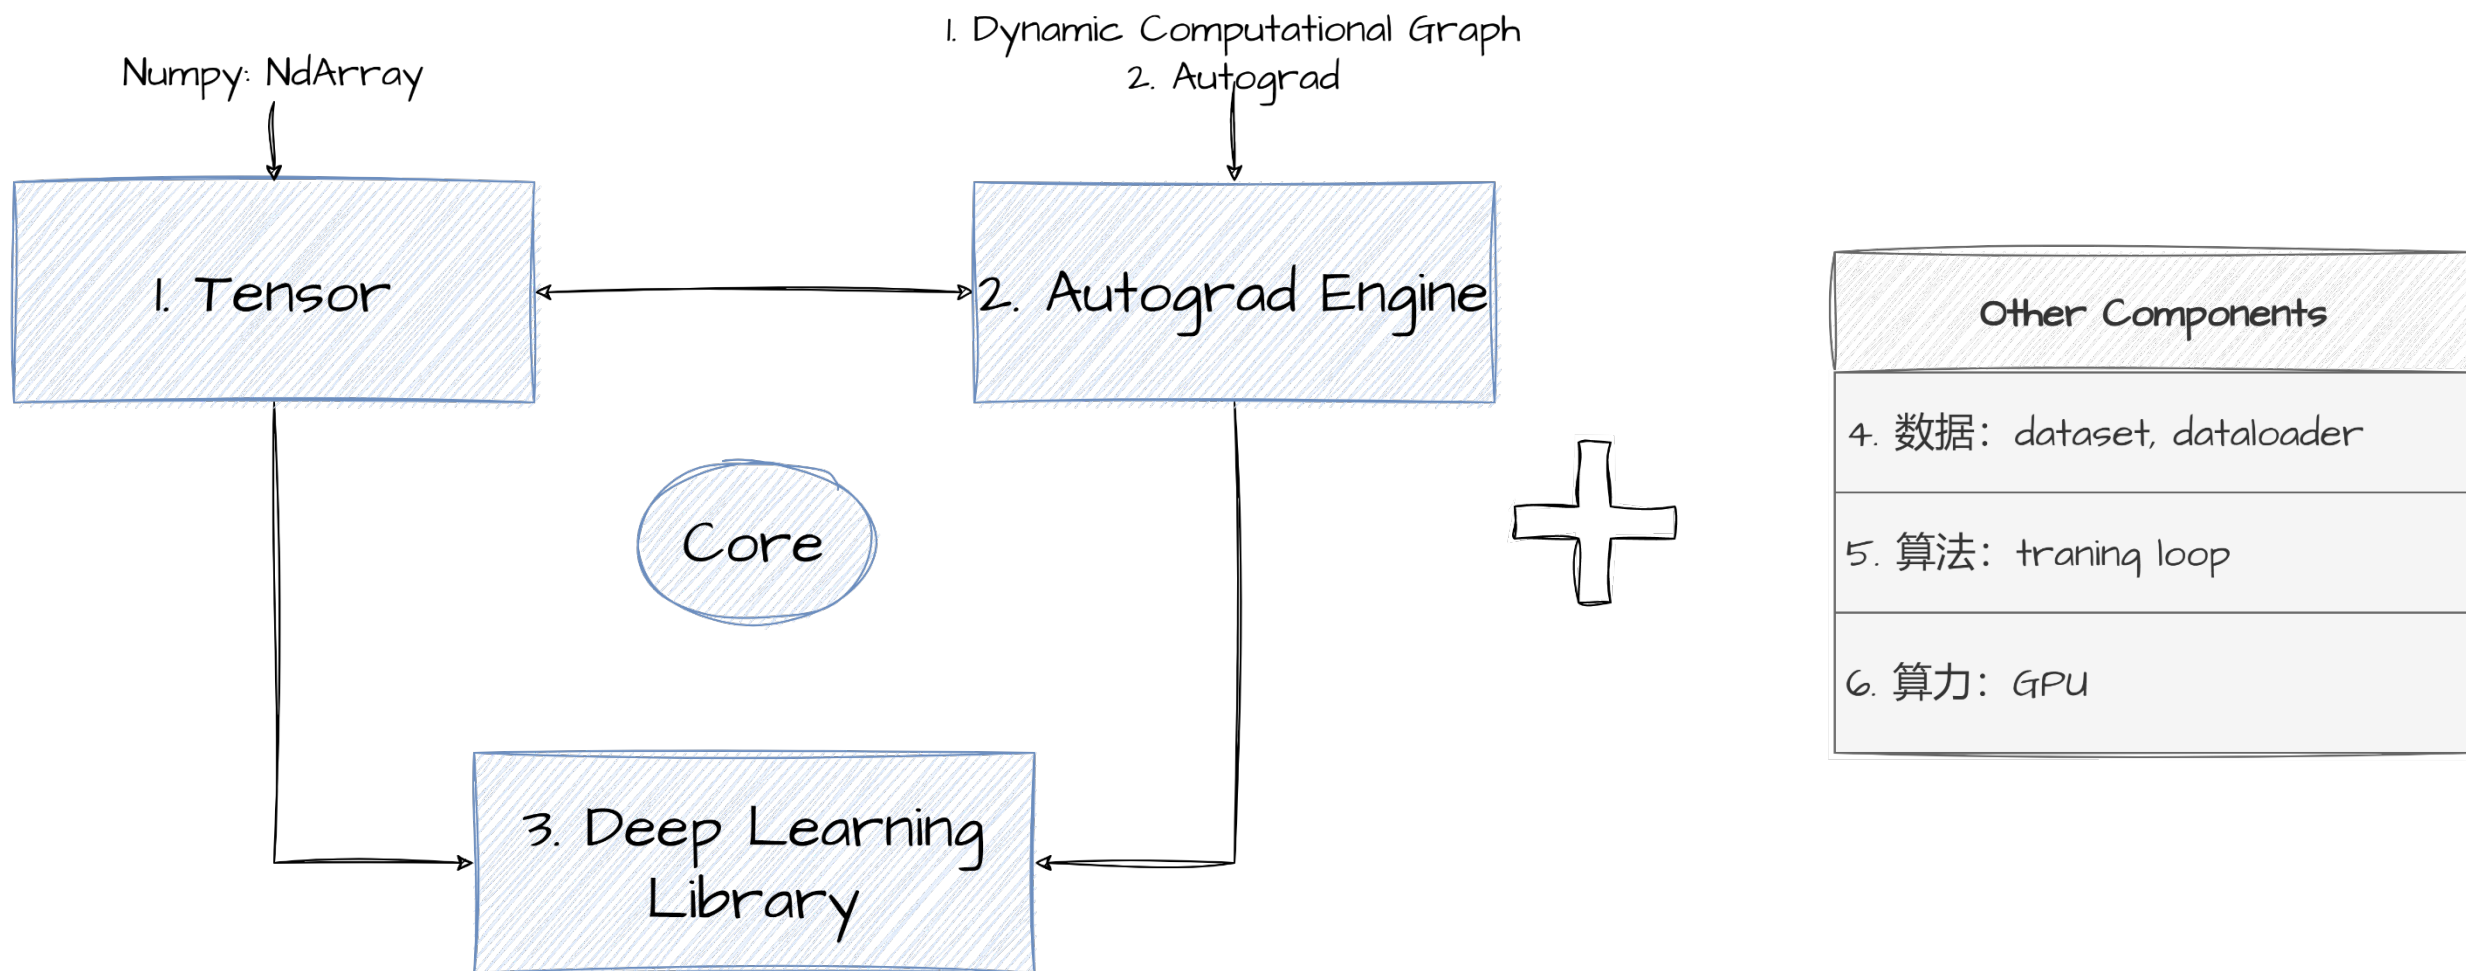 1. Dynamic Computational Graph
2. Autograd
Numpy: NdArray
1. Tensor
2. Autograd Engine
Other Components
4. 数据：dataset, dataloader
5. 算法：traning loop
6. 算力：GPU
Core
3. Deep Learning
Library